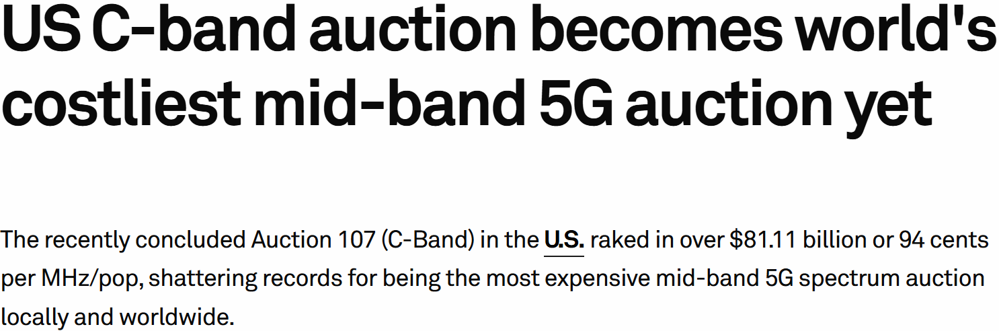 US C-band auction becomes world's
costliest mid-band 5G auction yet
The recently concluded Auction 107 (C-Band) in the U.S. raked in over $81.11 billion or 94 cents
per MHz/pop, shattering records for being the most expensive mid-band 5G spectrum auction
locally and worldwide.